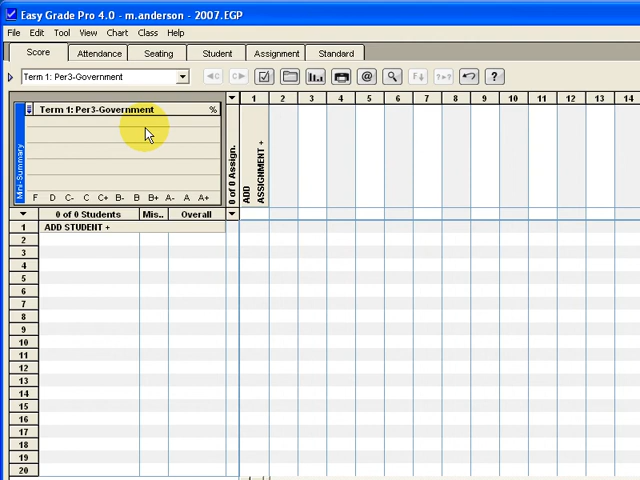 Easy Grade Pro 4.0 - m.anderson - 2007.EGP
File Edit Tool View Chart Class Help
Score Attendance Seating Student Assignment Standard
Term 1: Per3-Government
<C C> @ F↓ ?
Term 1: Per3-Government %
Mini-Summary
F D C- C C+ B- B B+ A- A A+
0 of 0 Assign.
1 2 3 4 5 6 7 8 9 10 11 12 13 14
ADD
ASSIGNMENT +
0 of 0 Students Mis.. Overall
1 ADD STUDENT +
2
3
4
5
6
7
8
9
10
11
12
13
14
15
16
17
18
19
20